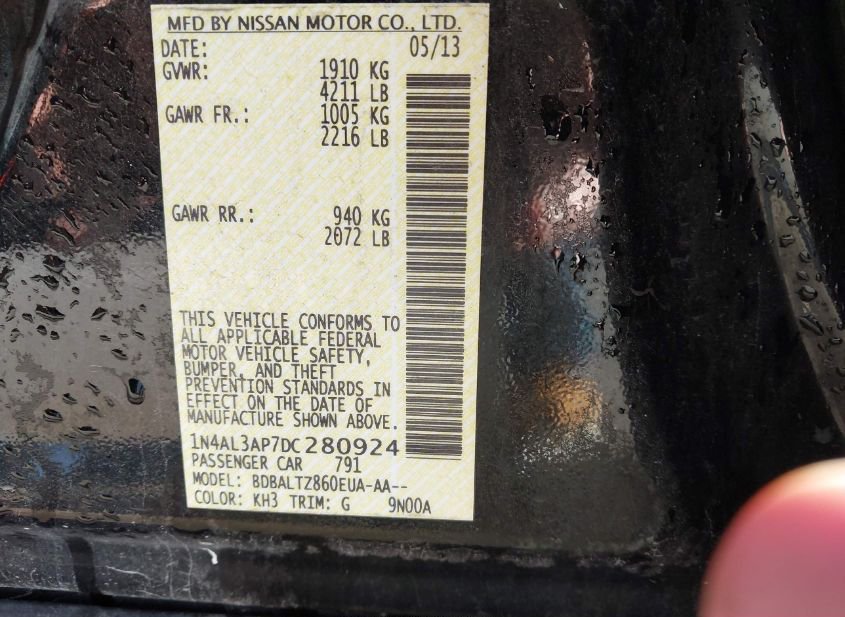 MFD BY NISSAN MOTOR CO., LTD.
DATE: 05/13
GVWR: 1910 KG
4211 LB
GAWR FR.: 1005 KG
2216 LB
GAWR RR.: 940 KG
2072 LB
THIS VEHICLE CONFORMS TO
ALL APPLICABLE FEDERAL
MOTOR VEHICLE SAFETY,
BUMPER, AND THEFT
PREVENTION STANDARDS IN
EFFECT ON THE DATE OF
MANUFACTURE SHOWN ABOVE.
1N4AL3AP7DC280924
PASSENGER CAR 791
MODEL: BDBALTZ860EUA-AA--
COLOR: KH3 TRIM: G 9N00A